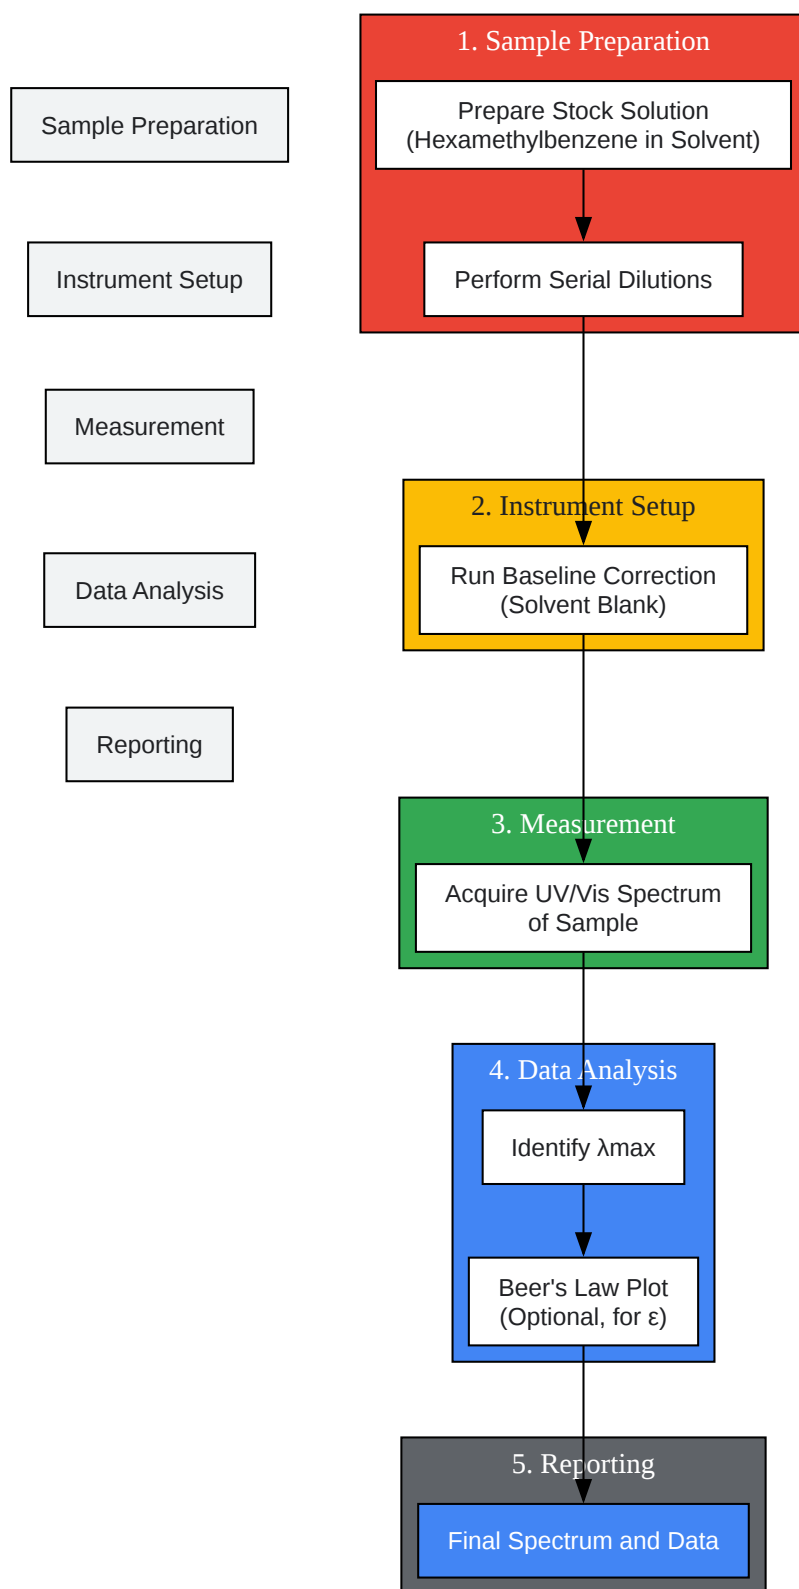 Sample Preparation
Instrument Setup
Measurement
Data Analysis
Reporting
1. Sample Preparation
Prepare Stock Solution
(Hexamethylbenzene in Solvent)
Perform Serial Dilutions
2. Instrument Setup
Run Baseline Correction
(Solvent Blank)
3. Measurement
Acquire UV/Vis Spectrum
of Sample
4. Data Analysis
Identify λmax
Beer's Law Plot
(Optional, for ε)
5. Reporting
Final Spectrum and Data